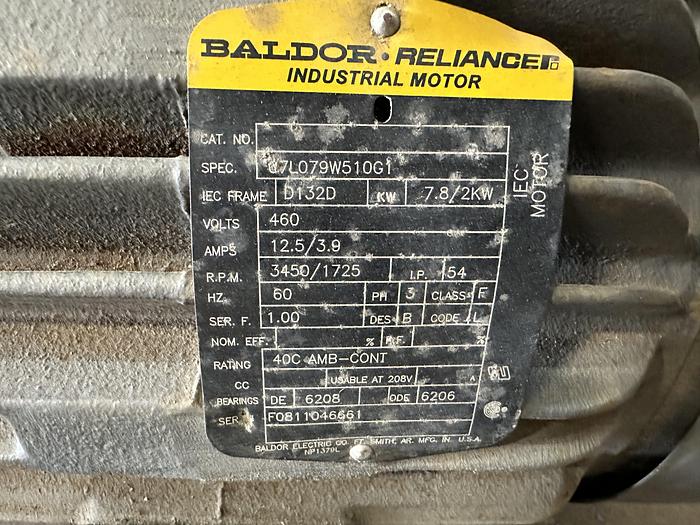 BALDOR · RELIANCER
INDUSTRIAL MOTOR
CAT. NO.
SPEC. 07L079W510G1
IEC FRAME D132D KW 7.8/2KW
VOLTS 460
AMPS 12.5/3.9
R.P.M. 3450/1725 I.P. 54
HZ. 60 PH 3 CLASS F
SER. F. 1.00 DES B CODE L
NOM. EFF. % P.F. %
RATING 40C AMB-CONT
CC USABLE AT 208V A
BEARINGS DE 6208 ODE 6206
SER. F0811046661
BALDOR ELECTRIC CO. FT. SMITH, AR. MFG. IN U.S.A.
NP1379L
IEC
MOTOR